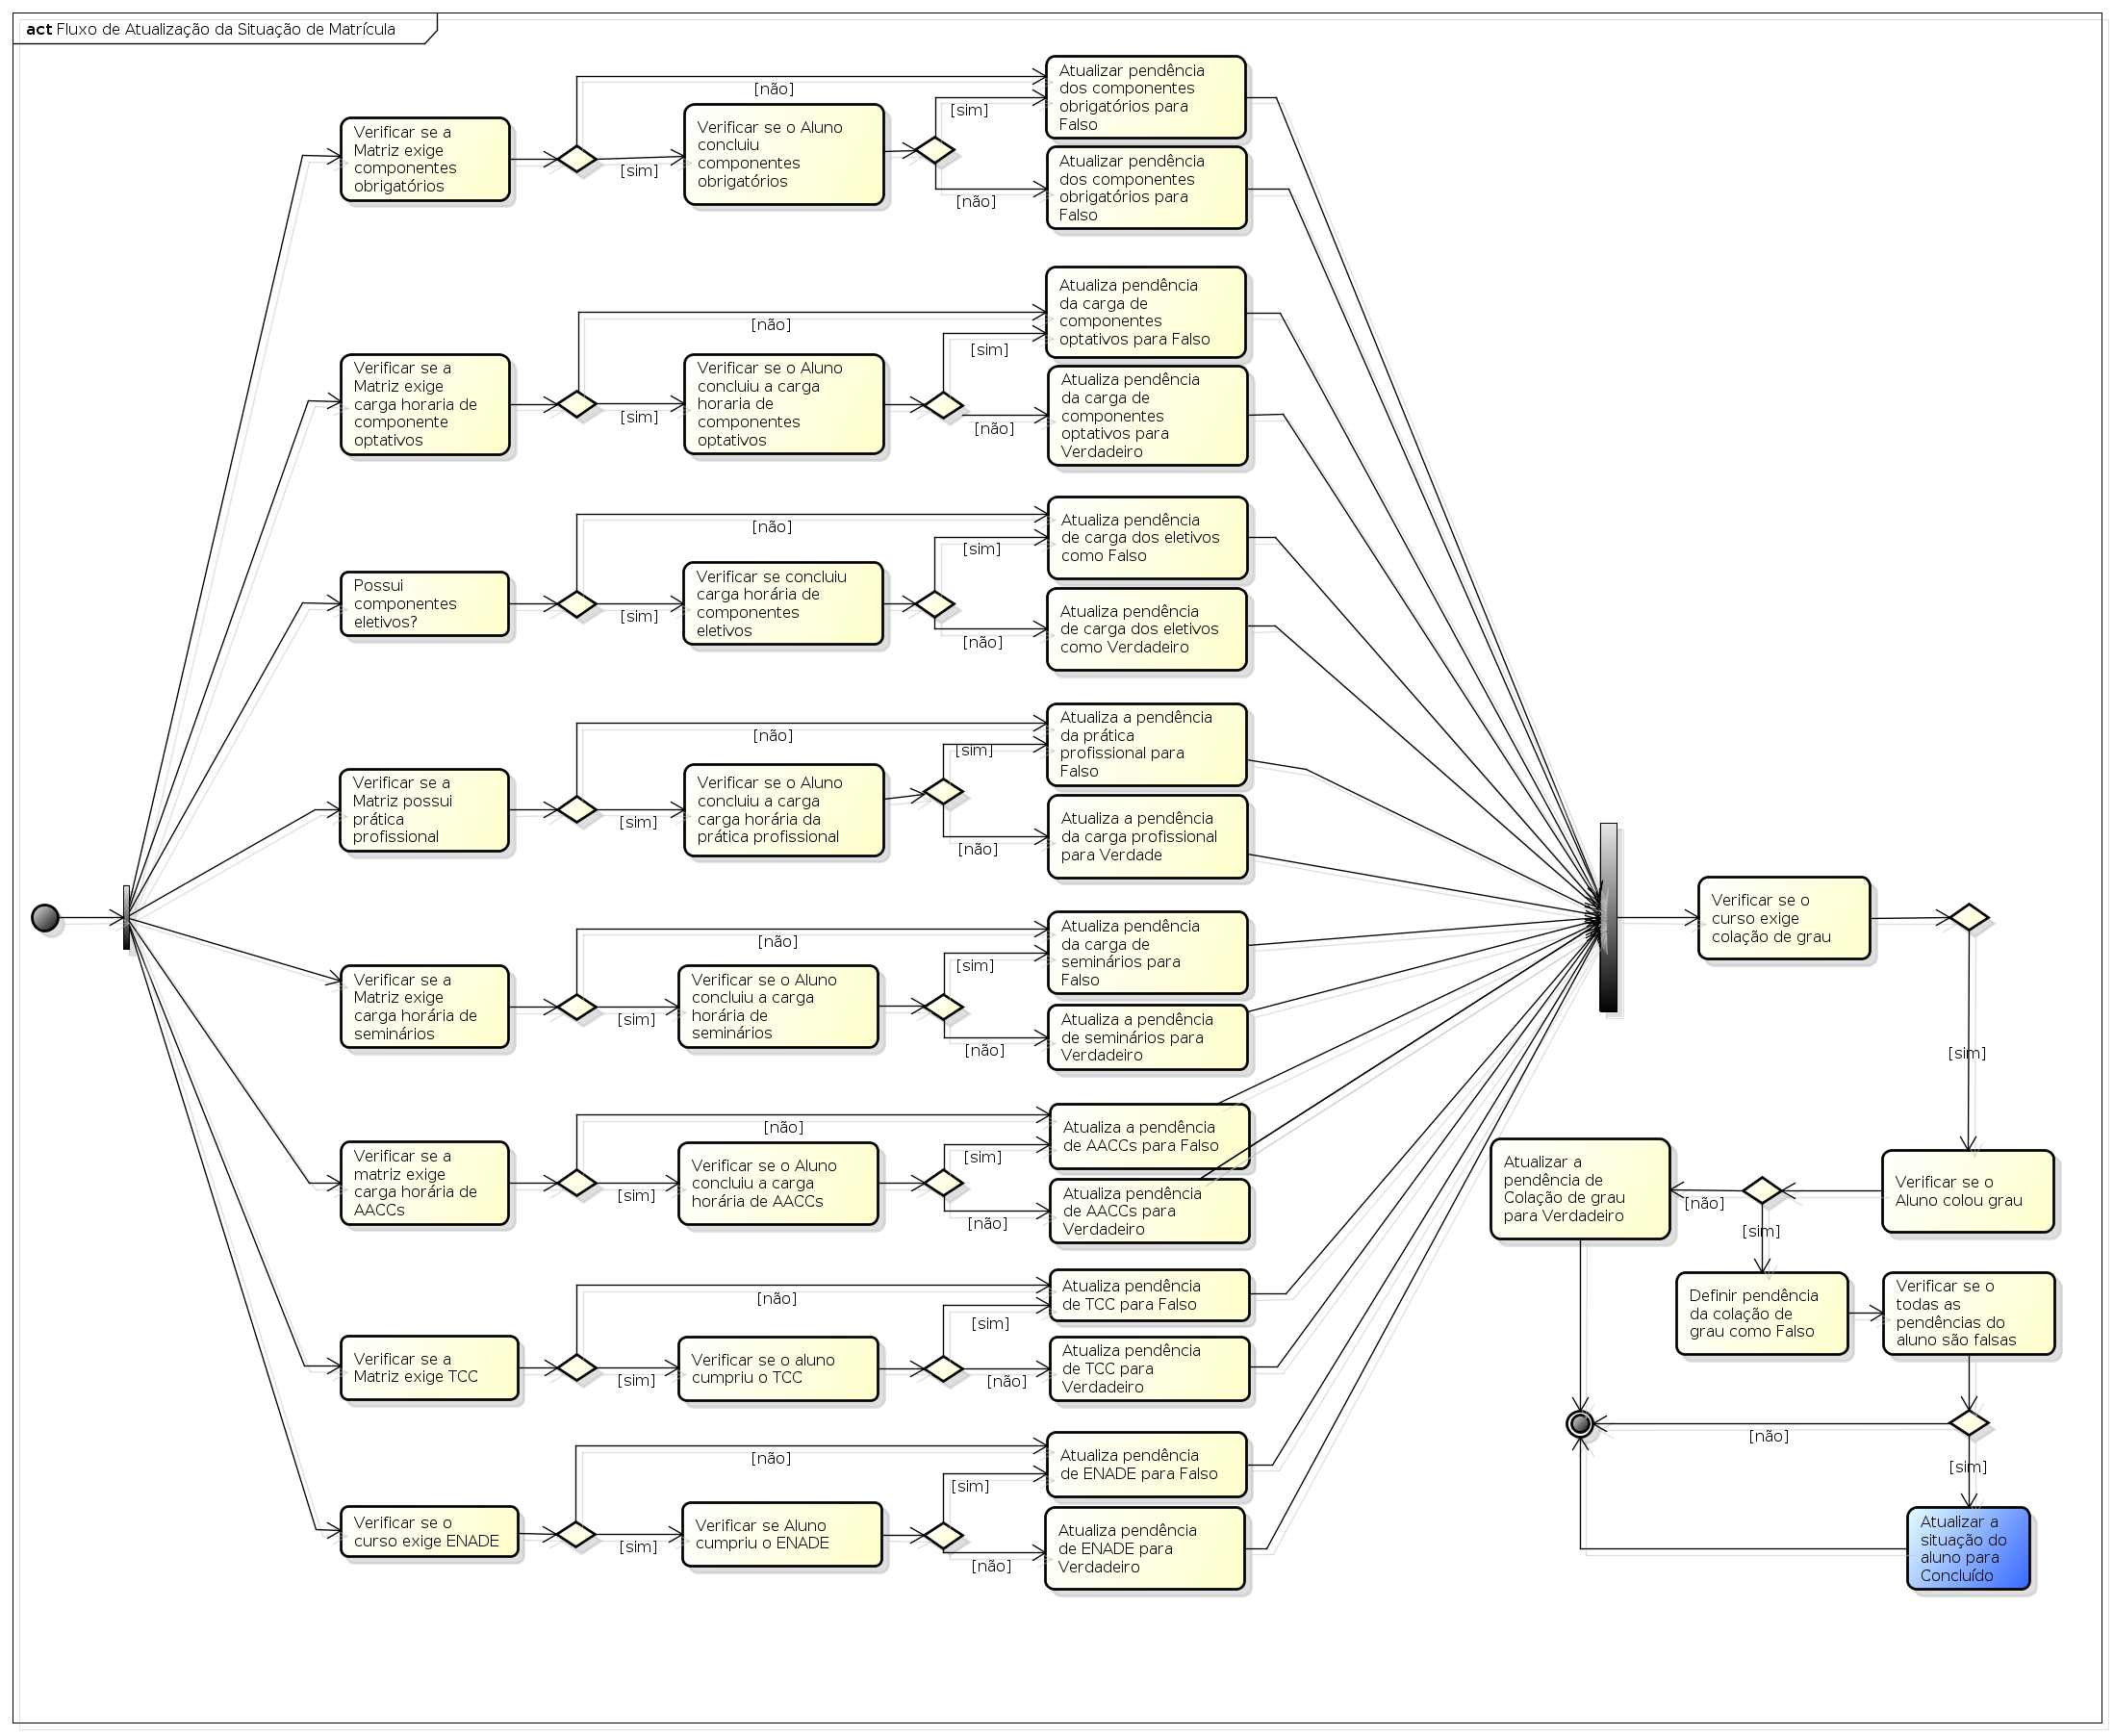 act Fluxo de Atualização da Situação de Matrícula
Verificar se a
Matriz exige
componentes
obrigatórios
[não]
[sim]
Verificar se o Aluno
concluiu
componentes
obrigatórios
[sim]
[não]
Atualizar pendência
dos componentes
obrigatórios para
Falso
Atualizar pendência
dos componentes
obrigatórios para
Falso
Verificar se a
Matriz exige
carga horaria de
componente
optativos
[não]
[sim]
Verificar se o Aluno
concluiu a carga
horaria de
componentes
optativos
[sim]
[não]
Atualiza pendência
da carga de
componentes
optativos para Falso
Atualiza pendência
da carga de
componentes
optativos para
Verdadeiro
Possui
componentes
eletivos?
[não]
[sim]
Verificar se concluiu
carga horária de
componentes
eletivos
[sim]
[não]
Atualiza pendência
de carga dos eletivos
como Falso
Atualiza pendência
de carga dos eletivos
como Verdadeiro
Verificar se a
Matriz possui
prática
profissional
[não]
[sim]
Verificar se o Aluno
concluiu a carga
carga horária da
prática profissional
[sim]
[não]
Atualiza a pendência
da prática
profissional para
Falso
Atualiza a pendência
da carga profissional
para Verdade
Verificar se a
Matriz exige
carga horária de
seminários
[não]
[sim]
Verificar se o Aluno
concluiu a carga
horária de
seminários
[sim]
[não]
Atualiza pendência
da carga de
seminários para
Falso
Atualiza a pendência
de seminários para
Verdadeiro
Verificar se a
matriz exige
carga horária de
AACCs
[não]
[sim]
Verificar se o Aluno
concluiu a carga
horária de AACCs
[sim]
[não]
Atualiza a pendência
de AACCs para Falso
Atualiza pendência
de AACCs para
Verdadeiro
Verificar se a
Matriz exige TCC
[não]
[sim]
Verificar se o aluno
cumpriu o TCC
[sim]
[não]
Atualiza pendência
de TCC para Falso
Atualiza pendência
de TCC para
Verdadeiro
Verificar se o
curso exige ENADE
[não]
[sim]
Verificar se Aluno
cumpriu o ENADE
[sim]
[não]
Atualiza pendência
de ENADE para Falso
Atualiza pendência
de ENADE para
Verdadeiro
Verificar se o
curso exige
colação de grau
[sim]
Verificar se o
Aluno colou grau
[não]
[sim]
Atualizar a
pendência de
Colação de grau
para Verdadeiro
Definir pendência
da colação de
grau como Falso
Verificar se o
todas as
pendências do
aluno são falsas
[não]
[sim]
Atualizar a
situação do
aluno para
Concluído